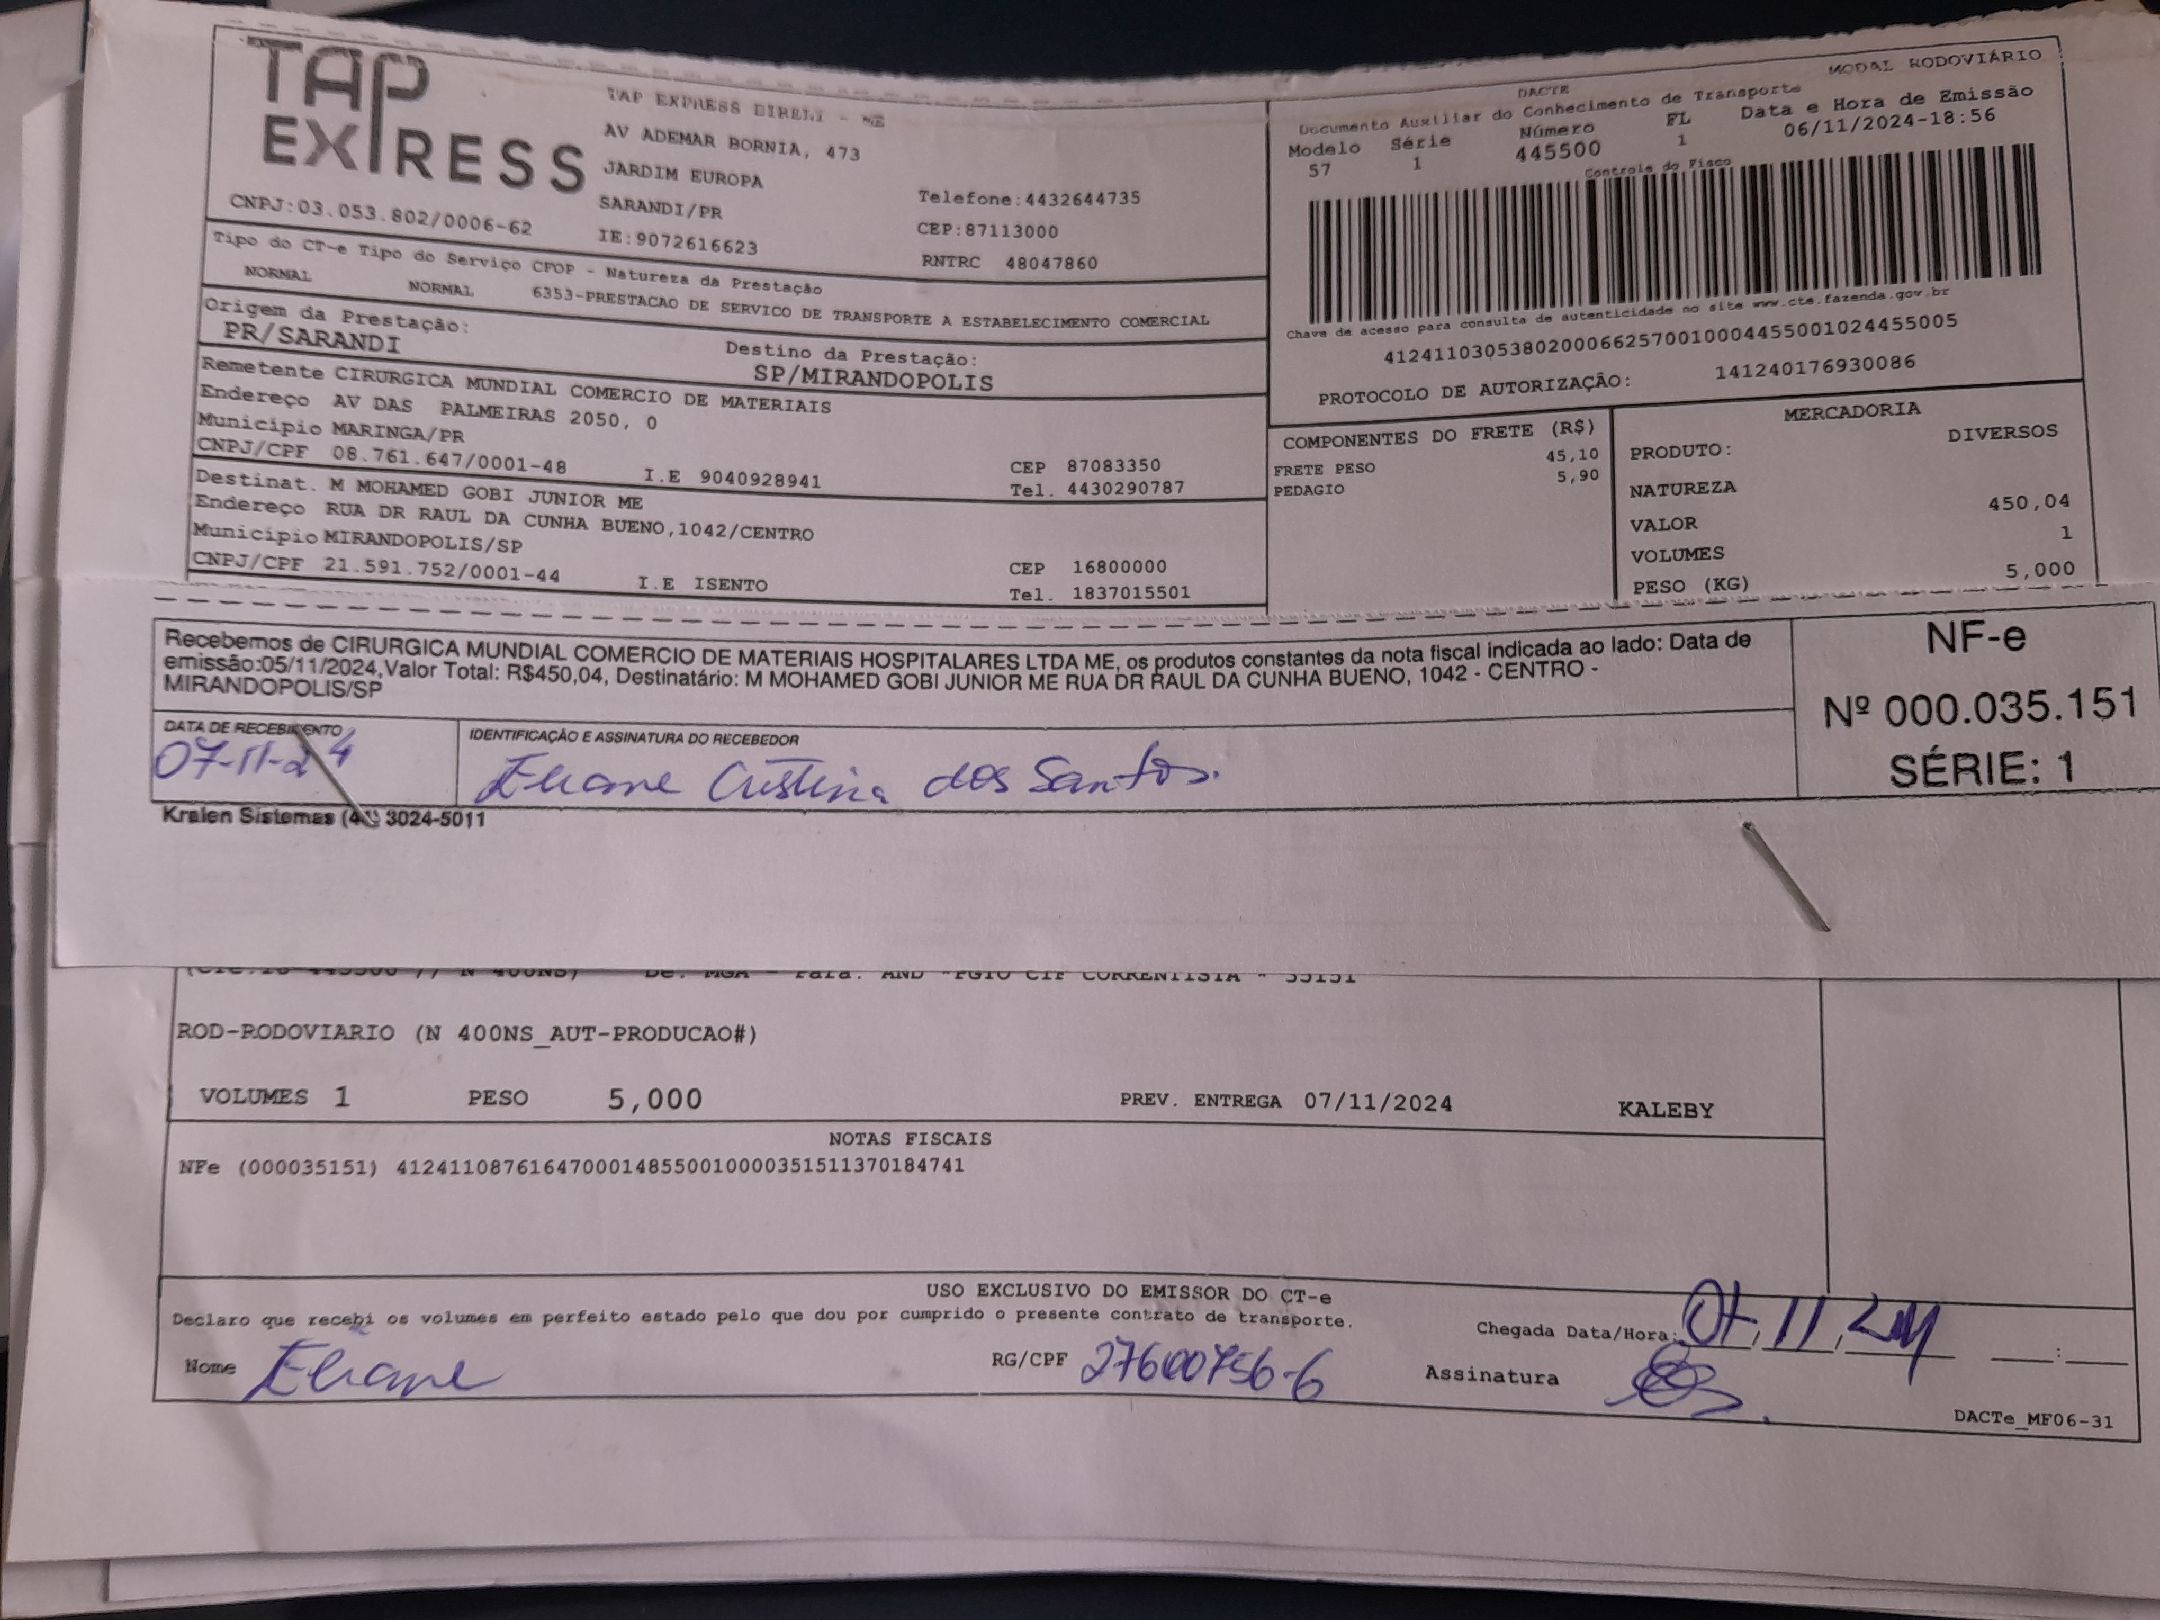 TAP EXPRESS
TAP EXPRESS EIRELI - ME
AV ADEMAR BORNIA, 473
JARDIM EUROPA
SARANDI/PR
IE:9072616623
Telefone:4432644735
CEP:87113000
RNTRC 48047860
CNPJ:03.053.802/0006-62
MODAL RODOVIÁRIO
DACTE
Documento Auxiliar do Conhecimento de Transporte
Modelo Série Número FL Data e Hora de Emissão
57 1 445500 1 06/11/2024-18:56
Controle do Fisco
Chave de acesso para consulta de autenticidade no site www.cte.fazenda.gov.br
41241103053802000662570010004455001024455005
PROTOCOLO DE AUTORIZAÇÃO: 141240176930086
Tipo do CT-e Tipo do Serviço CFOP - Natureza da Prestação
NORMAL NORMAL 6353-PRESTACAO DE SERVICO DE TRANSPORTE A ESTABELECIMENTO COMERCIAL
Origem da Prestação: Destino da Prestação:
PR/SARANDI SP/MIRANDOPOLIS
Remetente CIRURGICA MUNDIAL COMERCIO DE MATERIAIS
Endereço AV DAS PALMEIRAS 2050, 0
Município MARINGA/PR CEP 87083350
CNPJ/CPF 08.761.647/0001-48 I.E 9040928941 Tel. 4430290787
Destinat. M MOHAMED GOBI JUNIOR ME
Endereço RUA DR RAUL DA CUNHA BUENO,1042/CENTRO
Município MIRANDOPOLIS/SP CEP 16800000
CNPJ/CPF 21.591.752/0001-44 I.E ISENTO Tel. 1837015501
COMPONENTES DO FRETE (R$)
FRETE PESO 45,10
PEDAGIO 5,90
MERCADORIA
PRODUTO: DIVERSOS
NATUREZA
VALOR 450,04
VOLUMES 1
PESO (KG) 5,000
Recebemos de CIRURGICA MUNDIAL COMERCIO DE MATERIAIS HOSPITALARES LTDA ME, os produtos constantes da nota fiscal indicada ao lado: Data de
emissão:05/11/2024,Valor Total: R$450,04, Destinatário: M MOHAMED GOBI JUNIOR ME RUA DR RAUL DA CUNHA BUENO, 1042 - CENTRO -
MIRANDOPOLIS/SP
NF-e
Nº 000.035.151
SÉRIE: 1
DATA DE RECEBIMENTO IDENTIFICAÇÃO E ASSINATURA DO RECEBEDOR
07-11-24 Eliane Cristina dos Santos.
Kralen Sistemas 3024-5011
De: MGA - Para: AND "PGTO CIF CORRENTISTA " 35151
ROD-RODOVIARIO (N 400NS_AUT-PRODUCAO#)
VOLUMES 1 PESO 5,000 PREV. ENTREGA 07/11/2024 KALEBY
NOTAS FISCAIS
NFe (000035151) 41241108761647000148550010000351511370184741
USO EXCLUSIVO DO EMISSOR DO CT-e
Declaro que recebi os volumes em perfeito estado pelo que dou por cumprido o presente contrato de transporte.
Chegada Data/Hora: 07,11,24 :
Nome Eliane RG/CPF Assinatura
DACTe_MF06-31